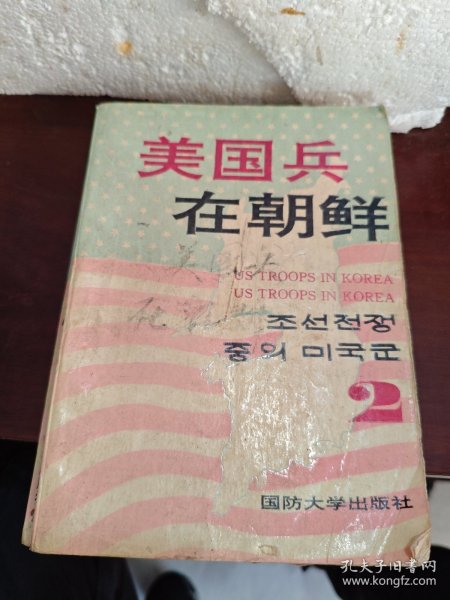 美国兵
在朝鲜
US TROOPS IN KOREA
US TROOPS IN KOREA
조선전쟁
중의 미국군
2
国防大学出版社
孔夫子旧书网
www.kongfz.com